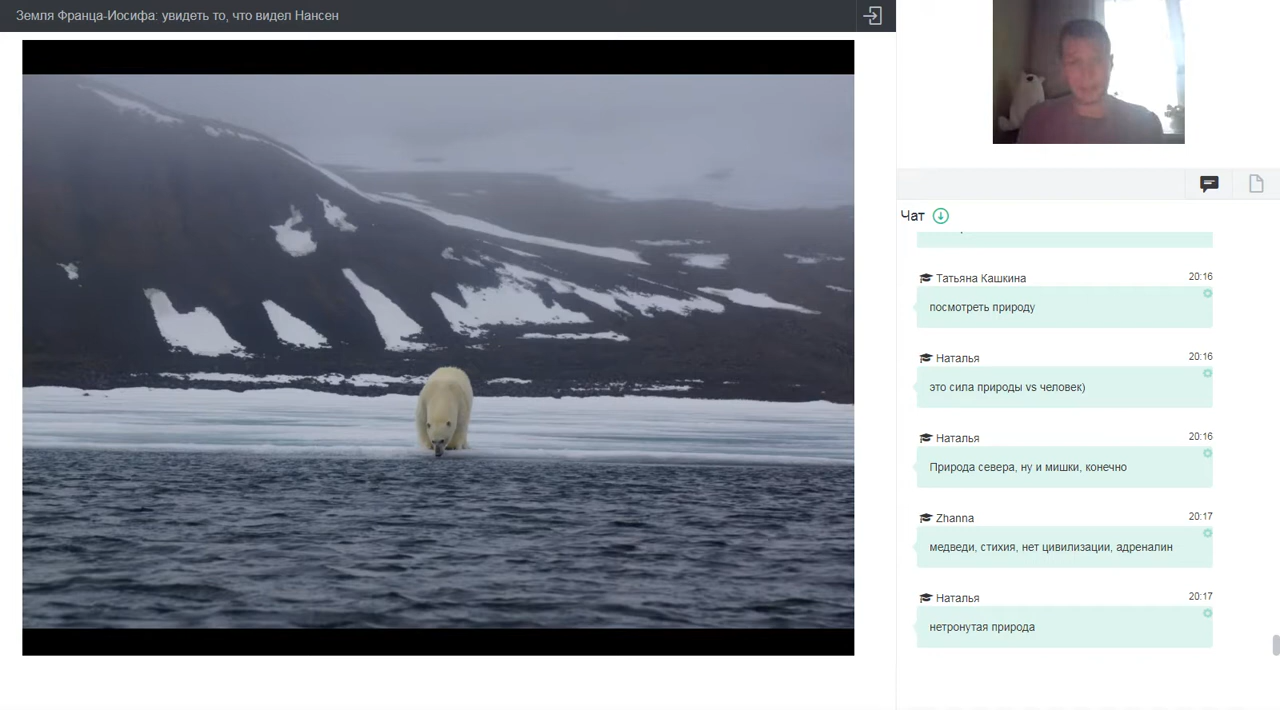 Земля Франца-Иосифа: увидеть то, что видел Нансен
Чат
Татьяна Кашкина 20:16
посмотреть природу
Наталья 20:16
это сила природы vs человек)
Наталья 20:16
Природа севера, ну и мишки, конечно
Zhanna 20:17
медведи, стихия, нет цивилизации, адреналин
Наталья 20:17
нетронутая природа